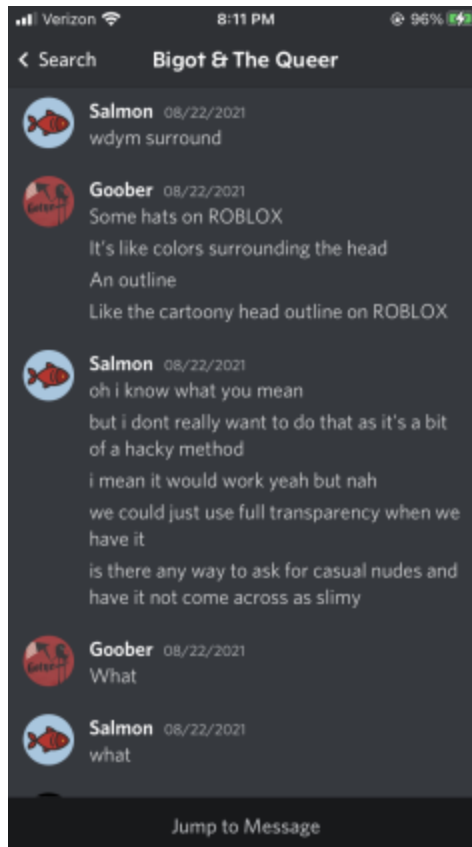 Verizon 8:11 PM 96%
Search Bigot & The Queer
Salmon 08/22/2021
wdym surround
Goober 08/22/2021
Some hats on ROBLOX
It's like colors surrounding the head
An outline
Like the cartoony head outline on ROBLOX
Salmon 08/22/2021
oh i know what you mean
but i dont really want to do that as it's a bit
of a hacky method
i mean it would work yeah but nah
we could just use full transparency when we
have it
is there any way to ask for casual nudes and
have it not come across as slimy
Goober 08/22/2021
What
Salmon 08/22/2021
what
Jump to Message